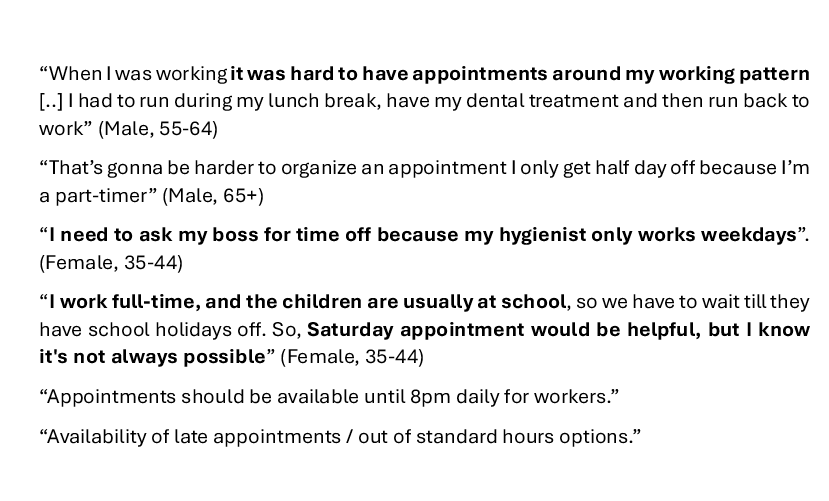 “When I was working it was hard to have appointments around my working pattern
[..] I had to run during my lunch break, have my dental treatment and then run back to
work” (Male, 55-64)
“That’s gonna be harder to organize an appointment I only get half day off because I’m
a part-timer” (Male, 65+)
“I need to ask my boss for time off because my hygienist only works weekdays”.
(Female, 35-44)
“I work full-time, and the children are usually at school, so we have to wait till they
have school holidays off. So, Saturday appointment would be helpful, but I know
it's not always possible” (Female, 35-44)
“Appointments should be available until 8pm daily for workers.”
“Availability of late appointments / out of standard hours options.”